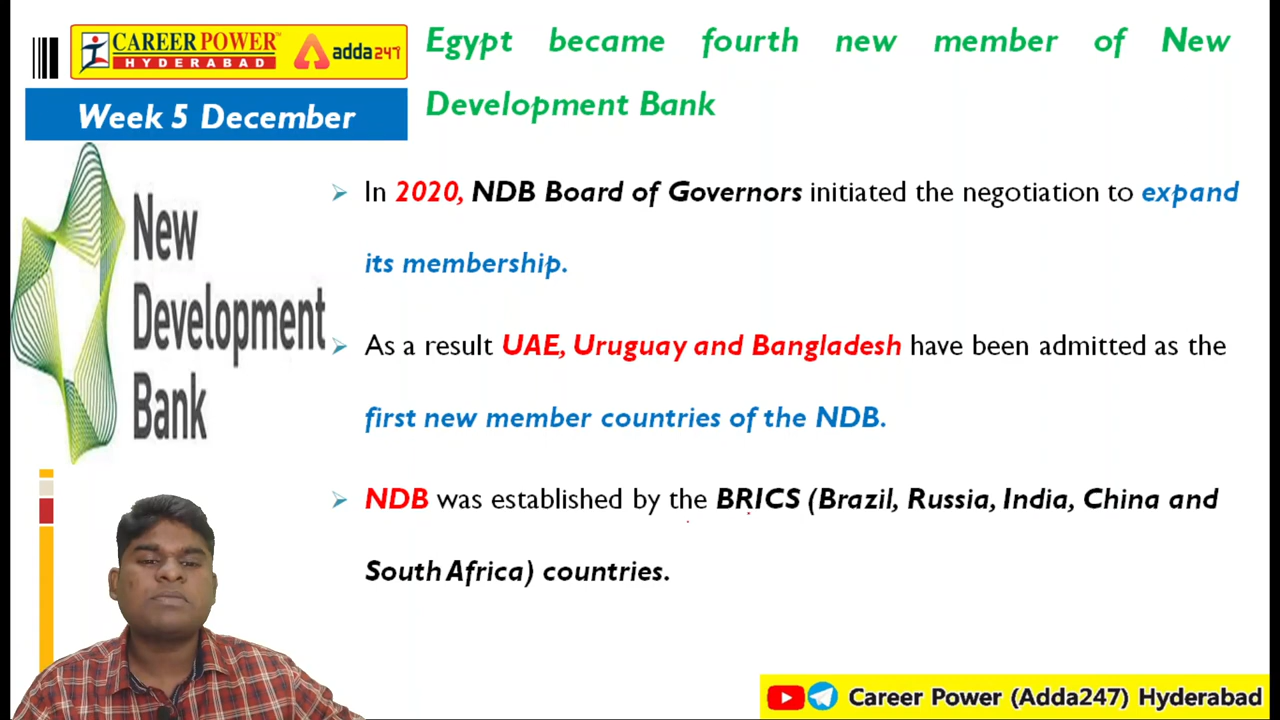 CAREER POWER
HYDERABAD
adda247
Week 5 December
Egypt became fourth new member of New
Development Bank
New
Development
Bank
In 2020, NDB Board of Governors initiated the negotiation to expand
its membership.
As a result UAE, Uruguay and Bangladesh have been admitted as the
first new member countries of the NDB.
NDB was established by the BRICS (Brazil, Russia, India, China and
South Africa) countries.
Career Power (Adda247) Hyderabad